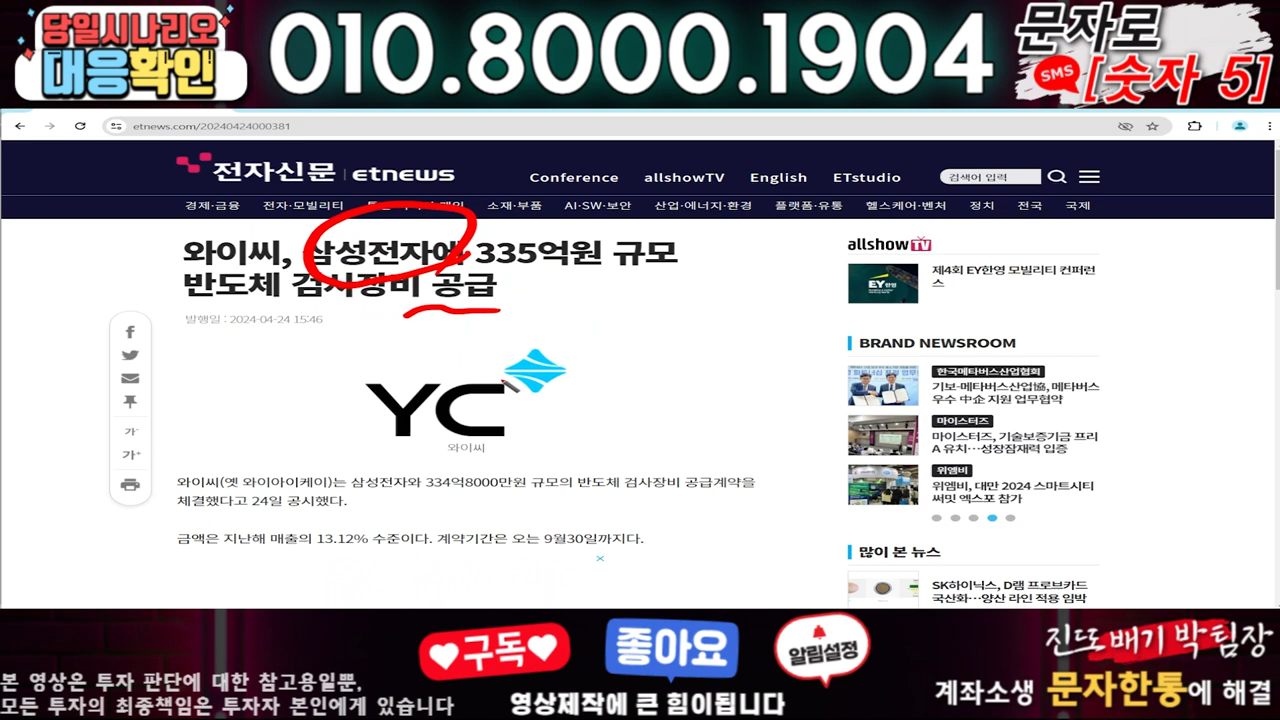 당일시나리오
대응확인
010.8000.1904
문자로
SMS [숫자 5]
etnews.com/20240424000381
전자신문 etnews
Conference allshowTV English ETstudio
검색어 입력
경제·금융 전자·모빌리티 소재·부품 AI·SW·보안 산업·에너지·환경 플랫폼·유통 헬스케어·벤처 정치 전국 국제
와이씨, 삼성전자에 335억원 규모
반도체 검사장비 공급
발행일 : 2024-04-24 15:46
가-
가+
YC
와이씨
와이씨(옛 와이아이케이)는 삼성전자와 334억8000만원 규모의 반도체 검사장비 공급계약을
체결했다고 24일 공시했다.
금액은 지난해 매출의 13.12% 수준이다. 계약기간은 오는 9월30일까지다.
allshow TV
EY한영
제4회 EY한영 모빌리티 컨퍼런
스
BRAND NEWSROOM
한국메타버스산업협회
기보-메타버스산업協, 메타버스
우수 中企 지원 업무협약
마이스터즈
마이스터즈, 기술보증기금 프리
A 유치…성장잠재력 입증
위엠비
위엠비, 대만 2024 스마트시티
써밋 엑스포 참가
많이 본 뉴스
SK하이닉스, D램 프로브카드
국산화…양산 라인 적용 임박
구독
좋아요
알림설정
영상제작에 큰 힘이됩니다
본 영상은 투자 판단에 대한 참고용일뿐,
모든 투자의 최종책임은 투자자 본인에게 있습니다
진또배기 박팀장
계좌소생 문자한통에 해결